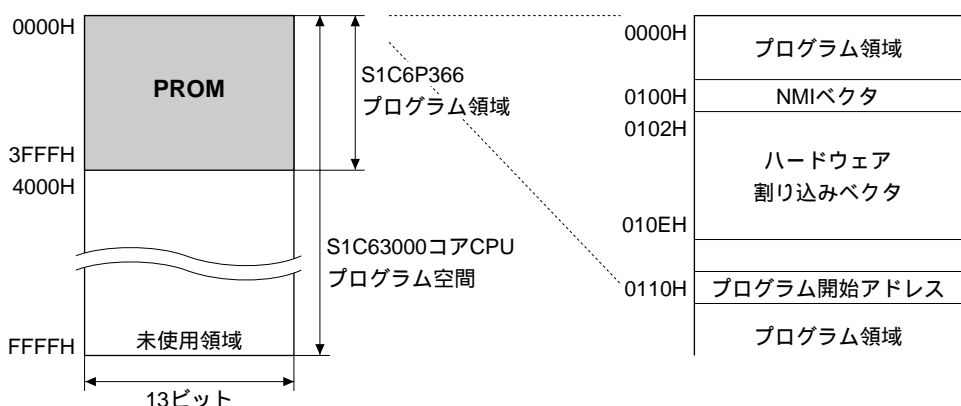 0000H
PROM
3FFFH
4000H
FFFFH
未使用領域
13ビット
S1C6P366
プログラム領域
S1C63000コアCPU
プログラム空間
0000H
プログラム領域
0100H
NMIベクタ
0102H
ハードウェア
割り込みベクタ
010EH
0110H
プログラム開始アドレス
プログラム領域